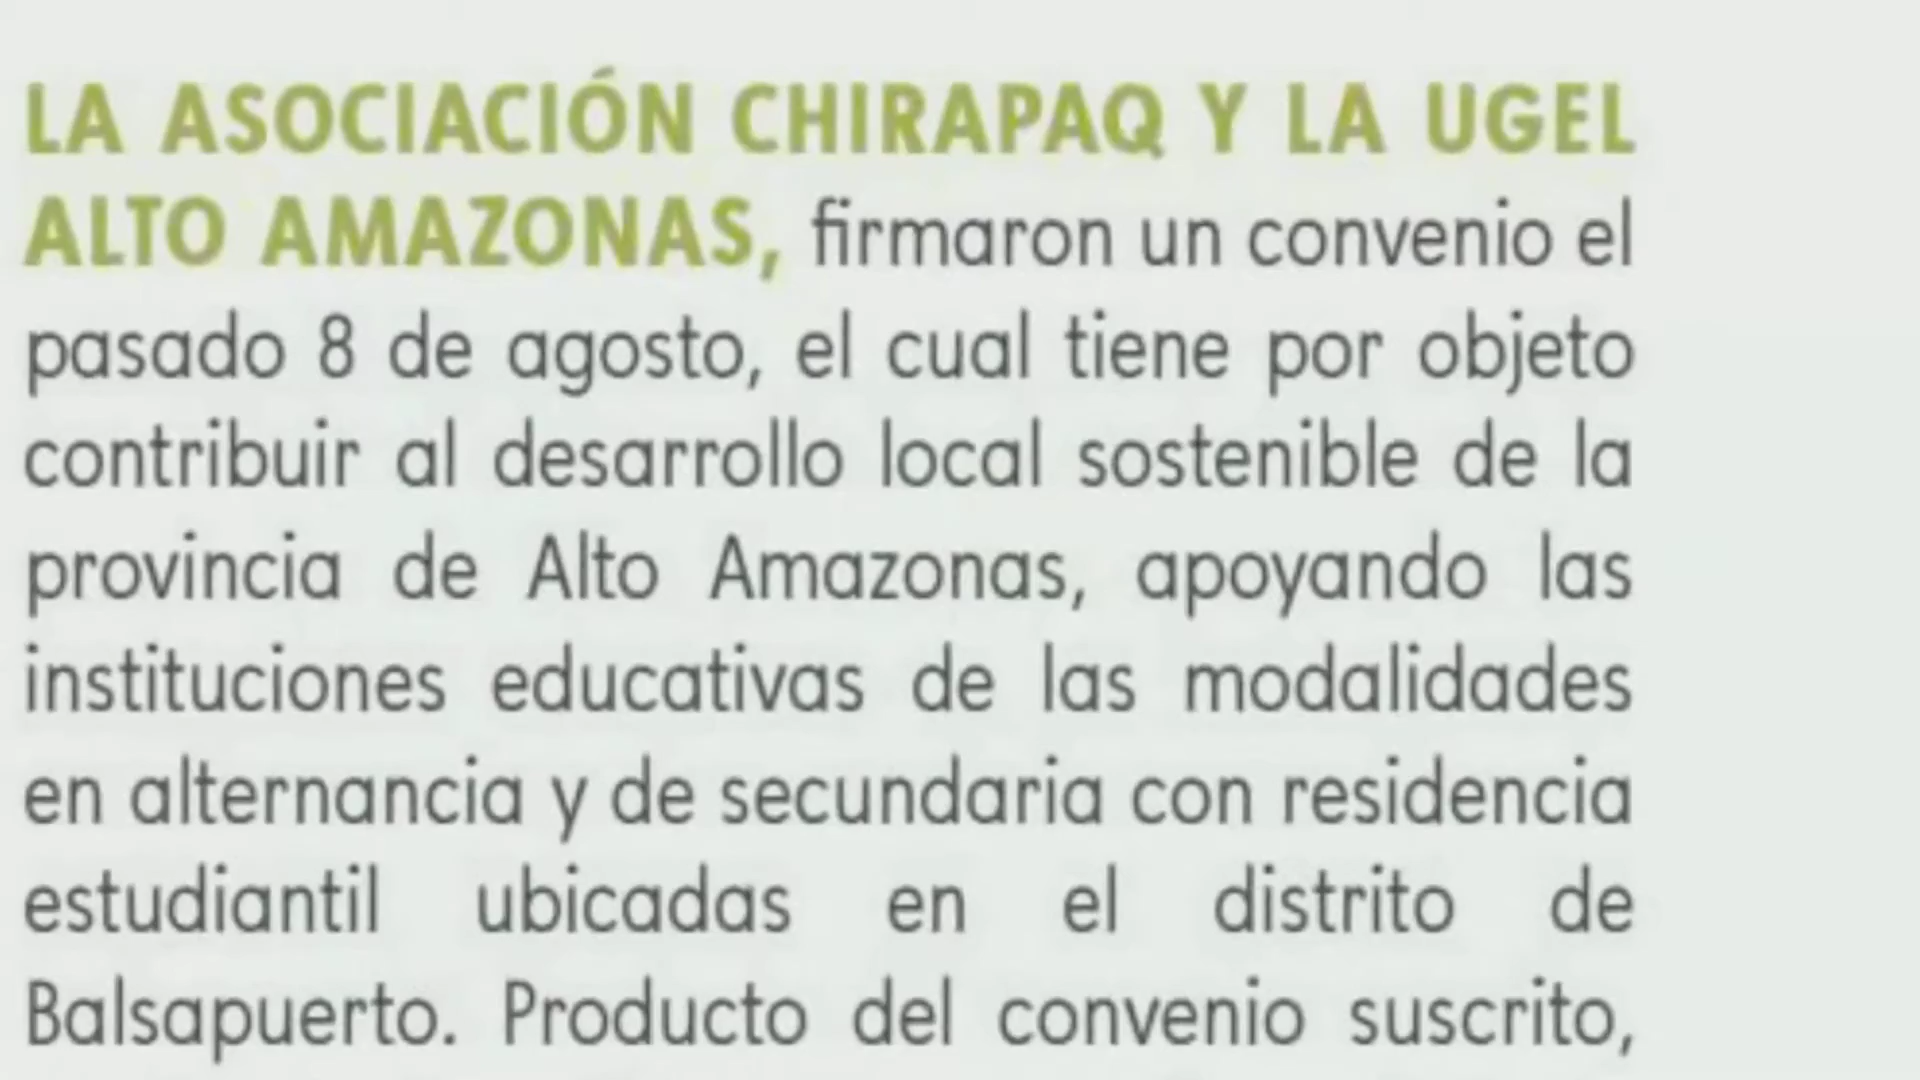 LA ASOCIACIÓN CHIRAPAQ Y LA UGEL
ALTO AMAZONAS, firmaron un convenio el
pasado 8 de agosto, el cual tiene por objeto
contribuir al desarrollo local sostenible de la
provincia de Alto Amazonas, apoyando las
instituciones educativas de las modalidades
en alternancia y de secundaria con residencia
estudiantil ubicadas en el distrito de
Balsapuerto. Producto del convenio suscrito,